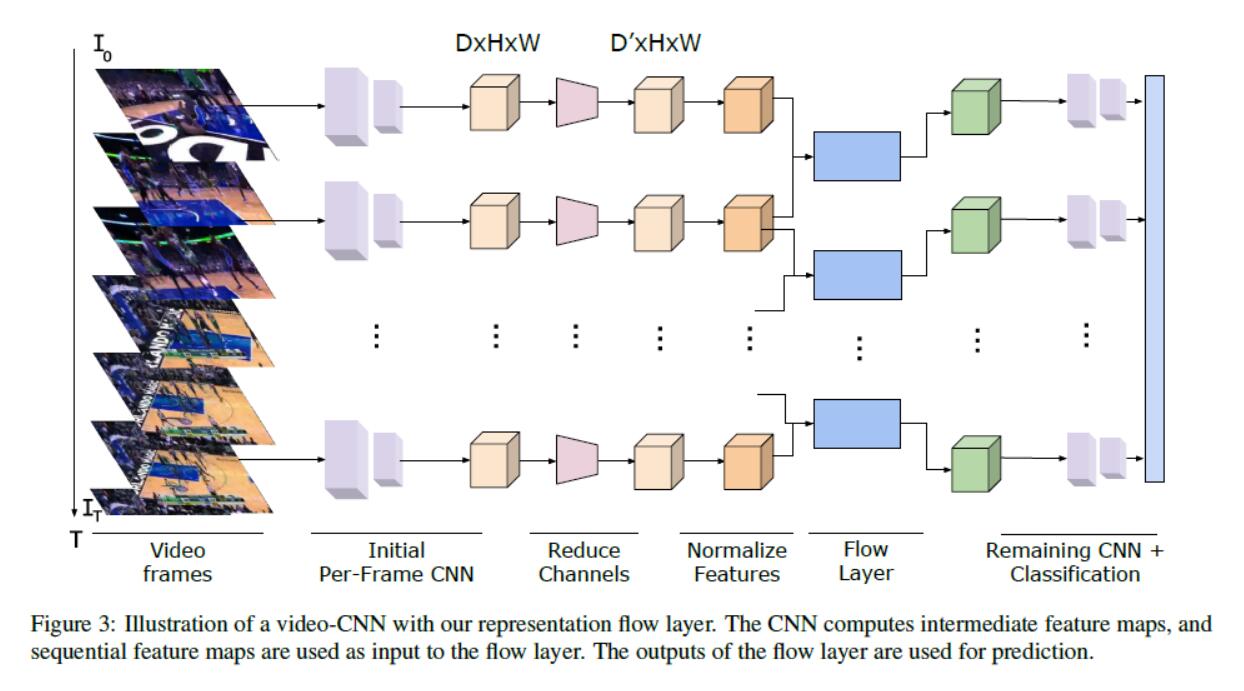 I0
DxHxW
D'xHxW
IT
T
Video
frames
Initial
Per-Frame CNN
Reduce
Channels
Normalize
Features
Flow
Layer
Remaining CNN +
Classification
Figure 3: Illustration of a video-CNN with our representation flow layer. The CNN computes intermediate feature maps, and
sequential feature maps are used as input to the flow layer. The outputs of the flow layer are used for prediction.